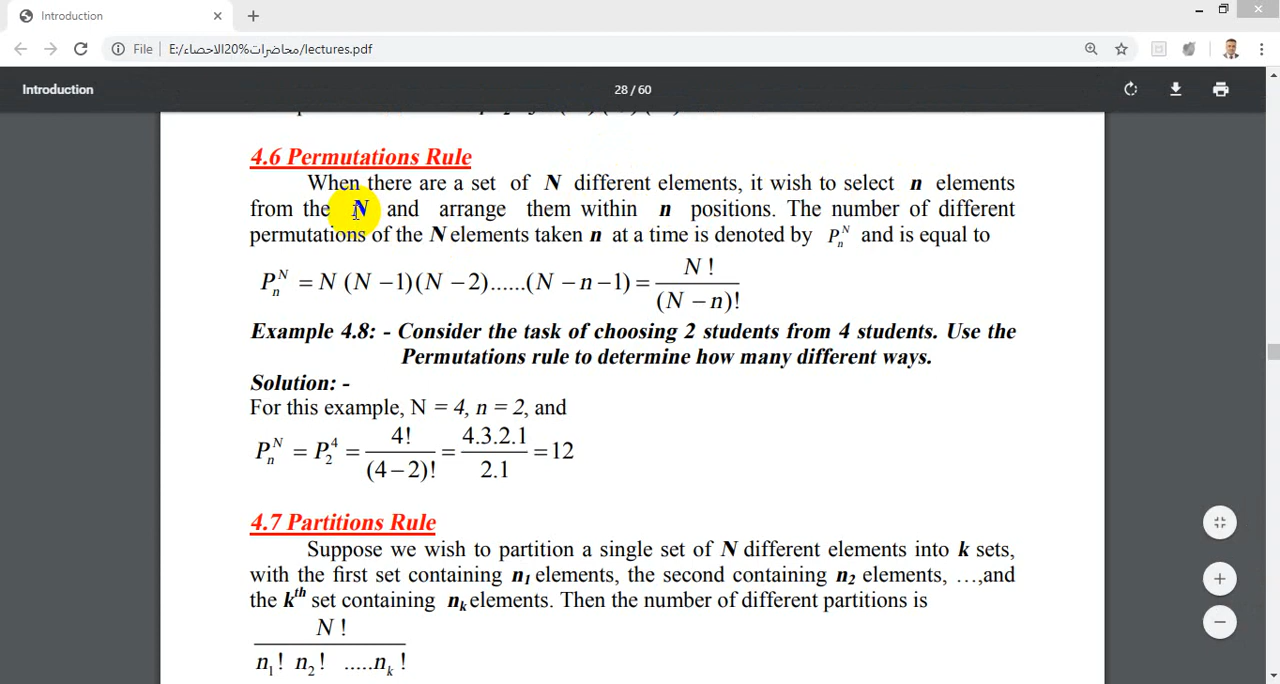 Introduction
File E:/محاضرات%20الاحصاء/lectures.pdf
Introduction 28 / 60
4.6 Permutations Rule
When there are a set of N different elements, it wish to select n elements
from the N and arrange them within n positions. The number of different
permutations of the N elements taken n at a time is denoted by P_n^N and is equal to
P_n^N = N (N −1)(N −2)......(N −n −1) = N ! / (N −n)!
Example 4.8: - Consider the task of choosing 2 students from 4 students. Use the
Permutations rule to determine how many different ways.
Solution: -
For this example, N = 4, n = 2, and
P_n^N = P_2^4 = 4! / (4−2)! = 4.3.2.1 / 2.1 = 12
4.7 Partitions Rule
Suppose we wish to partition a single set of N different elements into k sets,
with the first set containing n₁ elements, the second containing n₂ elements, …,and
the kᵗʰ set containing nₖ elements. Then the number of different partitions is
N ! / n₁! n₂! .....nₖ !